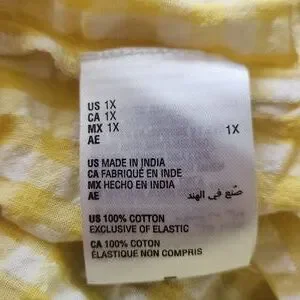 US 1X
CA 1X
MX 1X 1X
AE
US MADE IN INDIA
CA FABRIQUÉ EN INDE
MX HECHO EN INDIA
AE صنع في الهند
US 100% COTTON
EXCLUSIVE OF ELASTIC
CA 100% COTON
ÉLASTIQUE NON COMPRIS